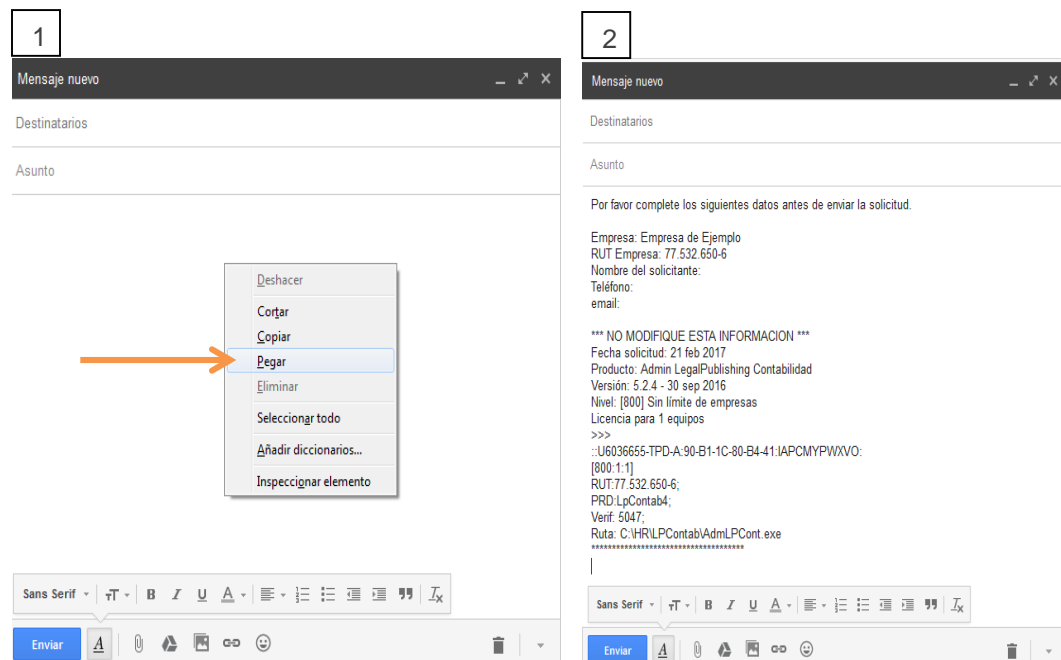 1
Mensaje nuevo
Destinatarios
Asunto
Deshacer
Cortar
Copiar
Pegar
Eliminar
Seleccionar todo
Añadir diccionarios...
Inspeccionar elemento
Sans Serif
Enviar
2
Mensaje nuevo
Destinatarios
Asunto
Por favor complete los siguientes datos antes de enviar la solicitud.
Empresa: Empresa de Ejemplo
RUT Empresa: 77.532.650-6
Nombre del solicitante:
Teléfono:
email:
*** NO MODIFIQUE ESTA INFORMACION ***
Fecha solicitud: 21 feb 2017
Producto: Admin LegalPublishing Contabilidad
Versión: 5.2.4 - 30 sep 2016
Nivel: [800] Sin límite de empresas
Licencia para 1 equipos
>>>
::U6036655-TPD-A:90-B1-1C-80-B4-41:IAPCMYPWXVO:
[800:1:1]
RUT:77.532.650-6;
PRD:LpContab4;
Verif: 5047;
Ruta: C:\HR\LPContab\AdmLPCont.exe
*************************************
Sans Serif
Enviar